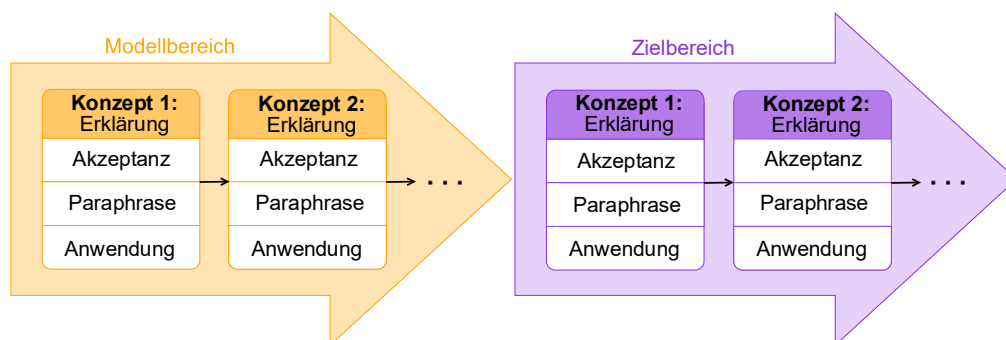 Modellbereich
Konzept 1:
Erklärung
Akzeptanz
Paraphrase
Anwendung
Konzept 2:
Erklärung
Akzeptanz
Paraphrase
Anwendung
...
Zielbereich
Konzept 1:
Erklärung
Akzeptanz
Paraphrase
Anwendung
Konzept 2:
Erklärung
Akzeptanz
Paraphrase
Anwendung
...